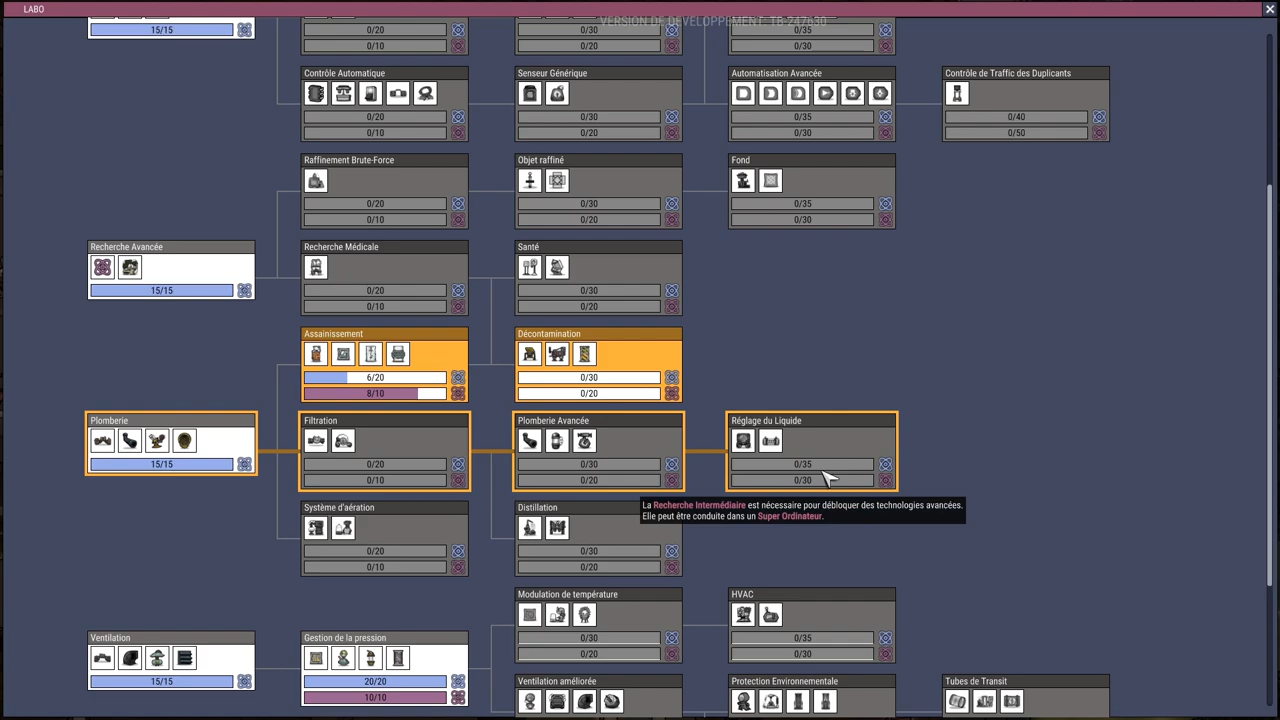 LABO
VERSION DE DEVELOPPEMENT: TB-247630
15/15
0/20
0/30
0/35
0/10
0/20
0/30
Contrôle Automatique
Senseur Générique
Automatisation Avancée
Contrôle de Traffic des Duplicants
0/20
0/30
0/35
0/40
0/10
0/20
0/30
0/50
Raffinement Brute-Force
Objet raffiné
Fond
0/20
0/30
0/35
0/10
0/20
0/30
Recherche Avancée
Recherche Médicale
Santé
15/15
0/20
0/30
0/10
0/20
Assainissement
Décontamination
6/20
0/30
8/10
0/20
Plomberie
Filtration
Plomberie Avancée
Réglage du Liquide
15/15
0/20
0/30
0/35
0/10
0/20
0/30
La Recherche Intermédiaire est nécessaire pour débloquer des technologies avancées.
Elle peut être conduite dans un Super Ordinateur.
Système d'aération
Distillation
0/20
0/30
0/10
0/20
Modulation de température
HVAC
0/30
0/35
0/20
0/30
Ventilation
Gestion de la pression
15/15
20/20
10/10
Ventilation améliorée
Protection Environnementale
Tubes de Transit